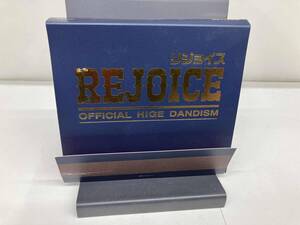 リジョイス
REJOICE
OFFICIAL HIGE DANDISM